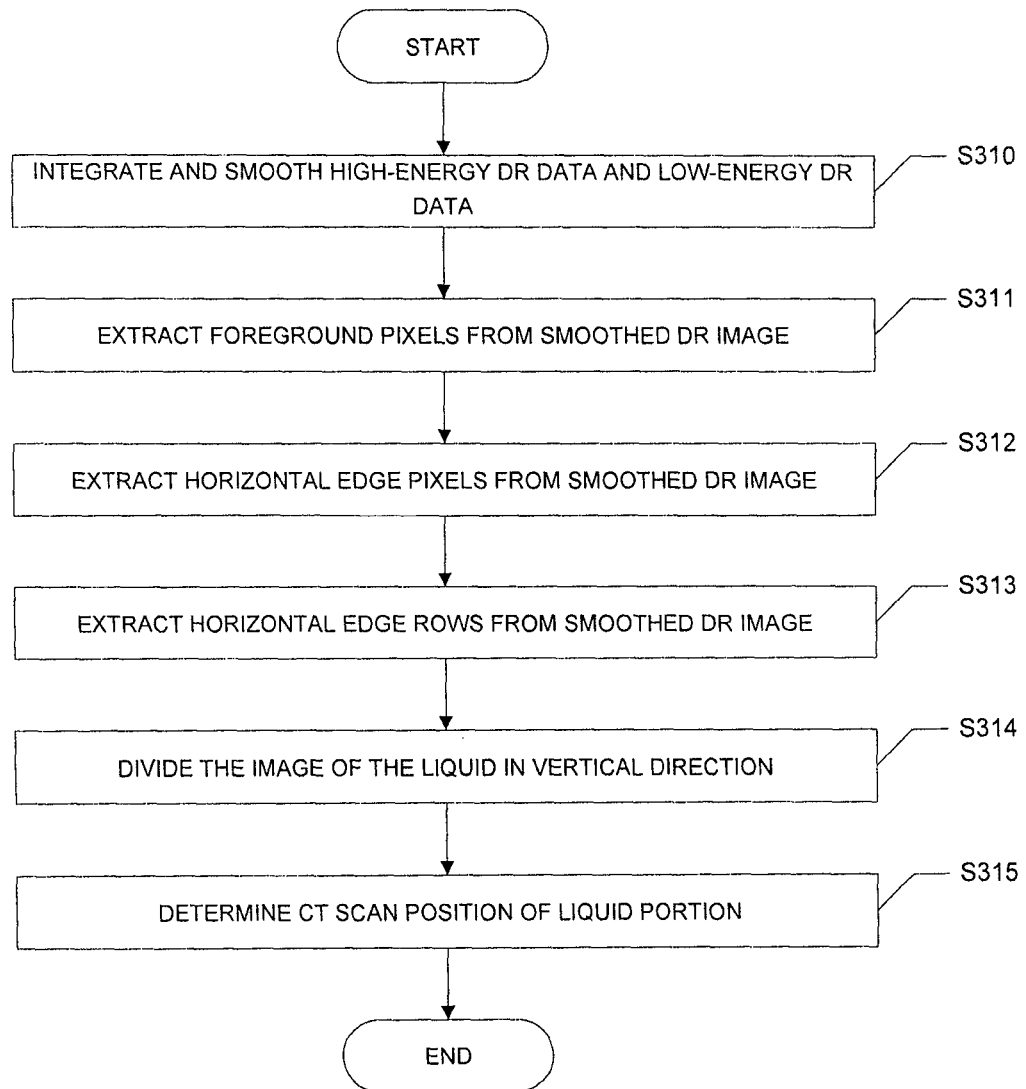 START
S310
INTEGRATE AND SMOOTH HIGH-ENERGY DR DATA AND LOW-ENERGY DR
DATA
S311
EXTRACT FOREGROUND PIXELS FROM SMOOTHED DR IMAGE
S312
EXTRACT HORIZONTAL EDGE PIXELS FROM SMOOTHED DR IMAGE
S313
EXTRACT HORIZONTAL EDGE ROWS FROM SMOOTHED DR IMAGE
S314
DIVIDE THE IMAGE OF THE LIQUID IN VERTICAL DIRECTION
S315
DETERMINE CT SCAN POSITION OF LIQUID PORTION
END